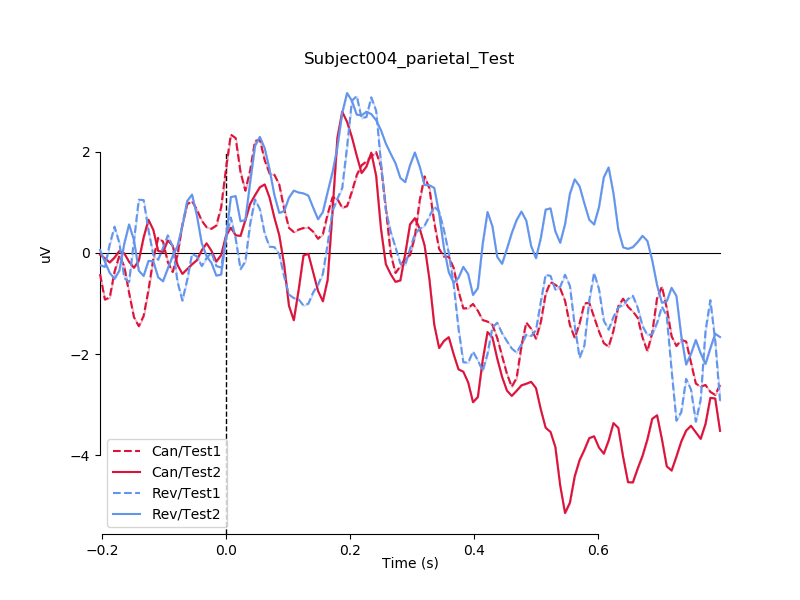 Subject004_parietal_Test
uV
2
0
−2
−4
Can/Test1
Can/Test2
Rev/Test1
Rev/Test2
−0.2
0.0
0.2
0.4
0.6
Time (s)